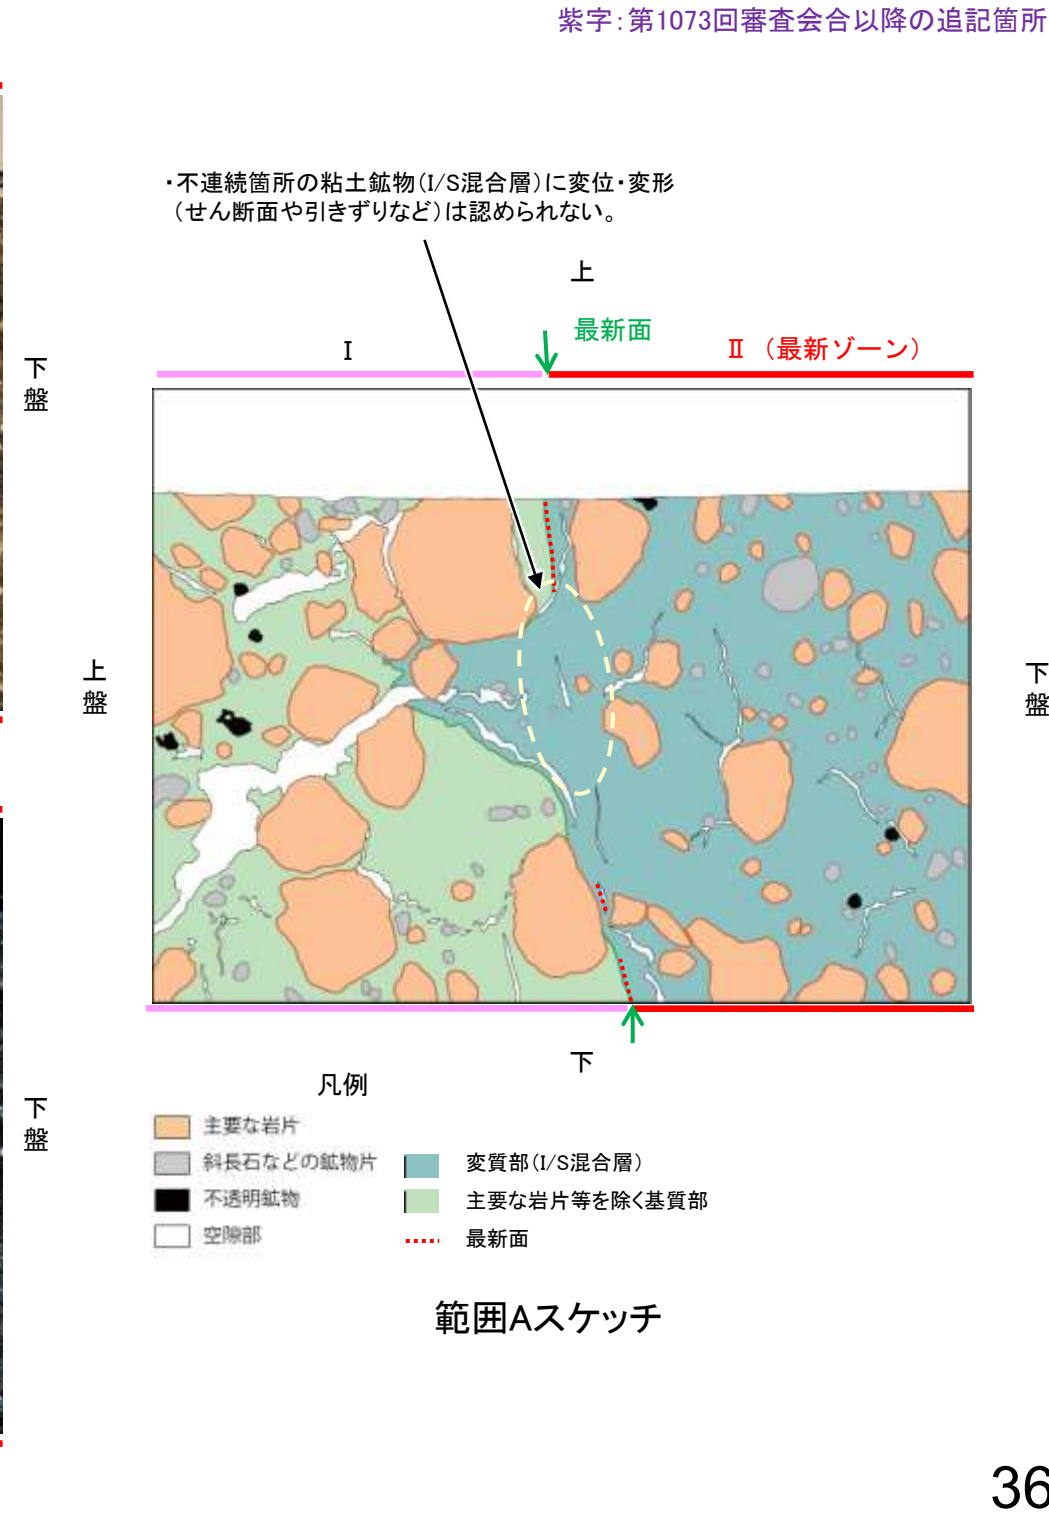 紫字：第1073回審査会合以降の追記箇所
・不連続箇所の粘土鉱物（I/S混合層）に変位・変形
（せん断面や引きずりなど）は認められない。
上
最新面
Ⅰ
Ⅱ （最新ゾーン）
下盤
上盤
下盤
下
下盤
凡例
主要な岩片
斜長石などの鉱物片
不透明鉱物
空隙部
変質部（I/S混合層）
主要な岩片等を除く基質部
最新面
範囲Aスケッチ
36